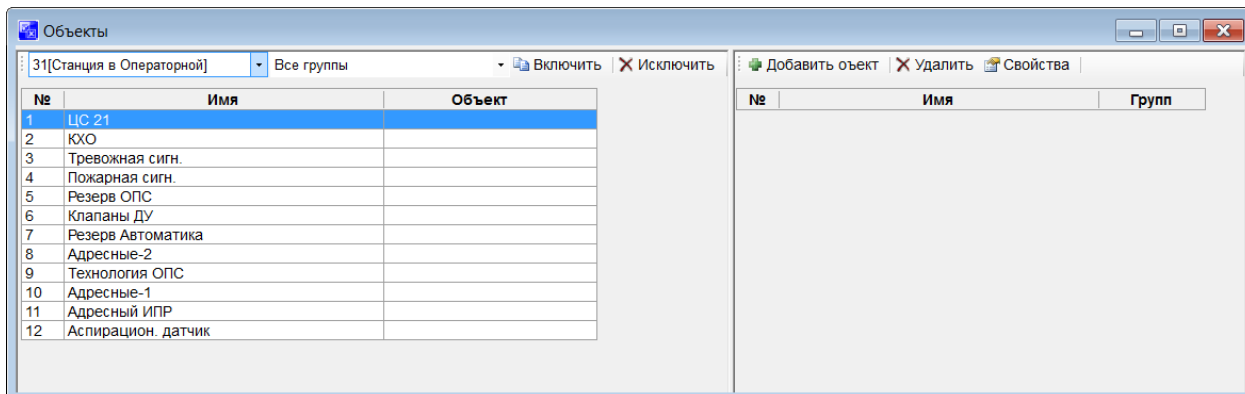 Объекты
31[Станция в Операторной] Все группы Включить Исключить Добавить оъект Удалить Свойства
№ Имя Объект № Имя Групп
1 ЦС 21
2 КХО
3 Тревожная сигн.
4 Пожарная сигн.
5 Резерв ОПС
6 Клапаны ДУ
7 Резерв Автоматика
8 Адресные-2
9 Технология ОПС
10 Адресные-1
11 Адресный ИПР
12 Аспирацион. датчик